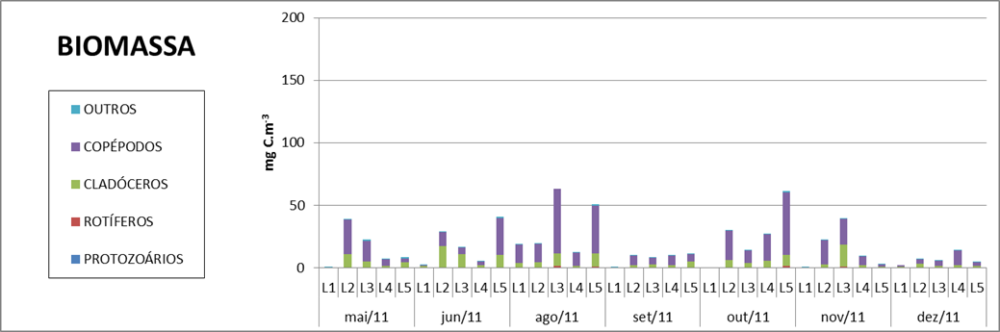 BIOMASSA
OUTROS
COPÉPODOS
CLADÓCEROS
ROTÍFEROS
PROTOZOÁRIOS
mg C.m-3
200
150
100
50
0
L1 L2 L3 L4 L5 L1 L2 L3 L4 L5 L1 L2 L3 L4 L5 L1 L2 L3 L4 L5 L1 L2 L3 L4 L5 L1 L2 L3 L4 L5 L1 L2 L3 L4 L5
mai/11 jun/11 ago/11 set/11 out/11 nov/11 dez/11